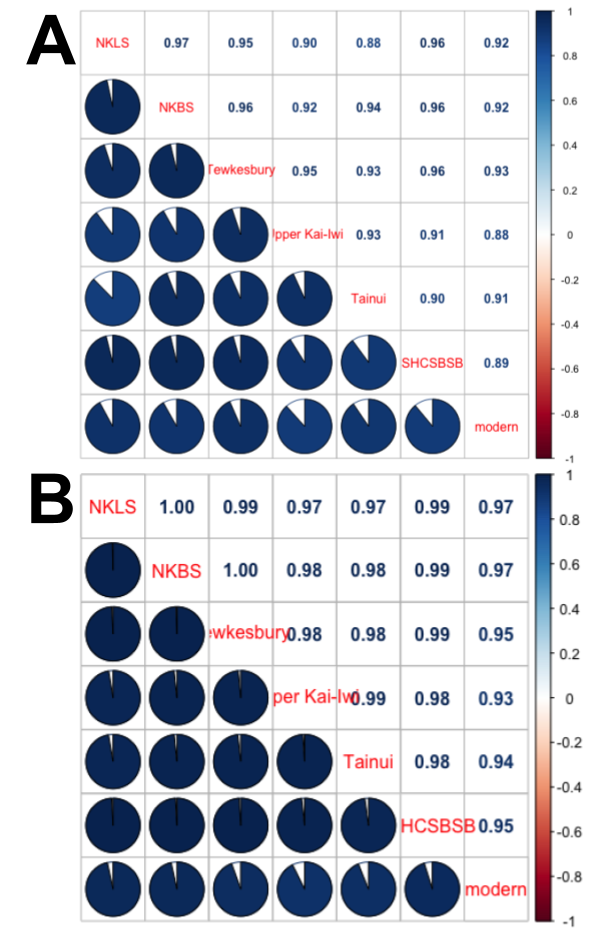 A
NKLS 0.97 0.95 0.90 0.88 0.96 0.92
NKBS 0.96 0.92 0.94 0.96 0.92
Tewkesbury 0.95 0.93 0.96 0.93
Upper Kai-Iwi 0.93 0.91 0.88
Tainui 0.90 0.91
SHCSBSB 0.89
modern
1
0.8
0.6
0.4
0.2
0
-0.2
-0.4
-0.6
-0.8
-1
B
NKLS 1.00 0.99 0.97 0.97 0.99 0.97
NKBS 1.00 0.98 0.98 0.99 0.97
ewkesbury 0.98 0.98 0.99 0.95
per Kai-Iwi 0.99 0.98 0.93
Tainui 0.98 0.94
HCSBSB 0.95
modern
1
0.8
0.6
0.4
0.2
0
-0.2
-0.4
-0.6
-0.8
-1